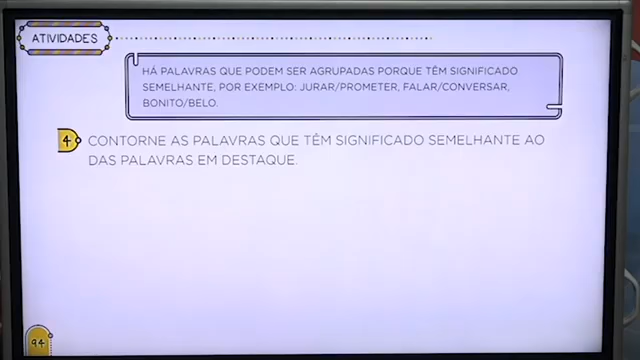 ATIVIDADES
HÁ PALAVRAS QUE PODEM SER AGRUPADAS PORQUE TÊM SIGNIFICADO
SEMELHANTE, POR EXEMPLO: JURAR/PROMETER, FALAR/CONVERSAR,
BONITO/BELO.
4 CONTORNE AS PALAVRAS QUE TÊM SIGNIFICADO SEMELHANTE AO
DAS PALAVRAS EM DESTAQUE.
94